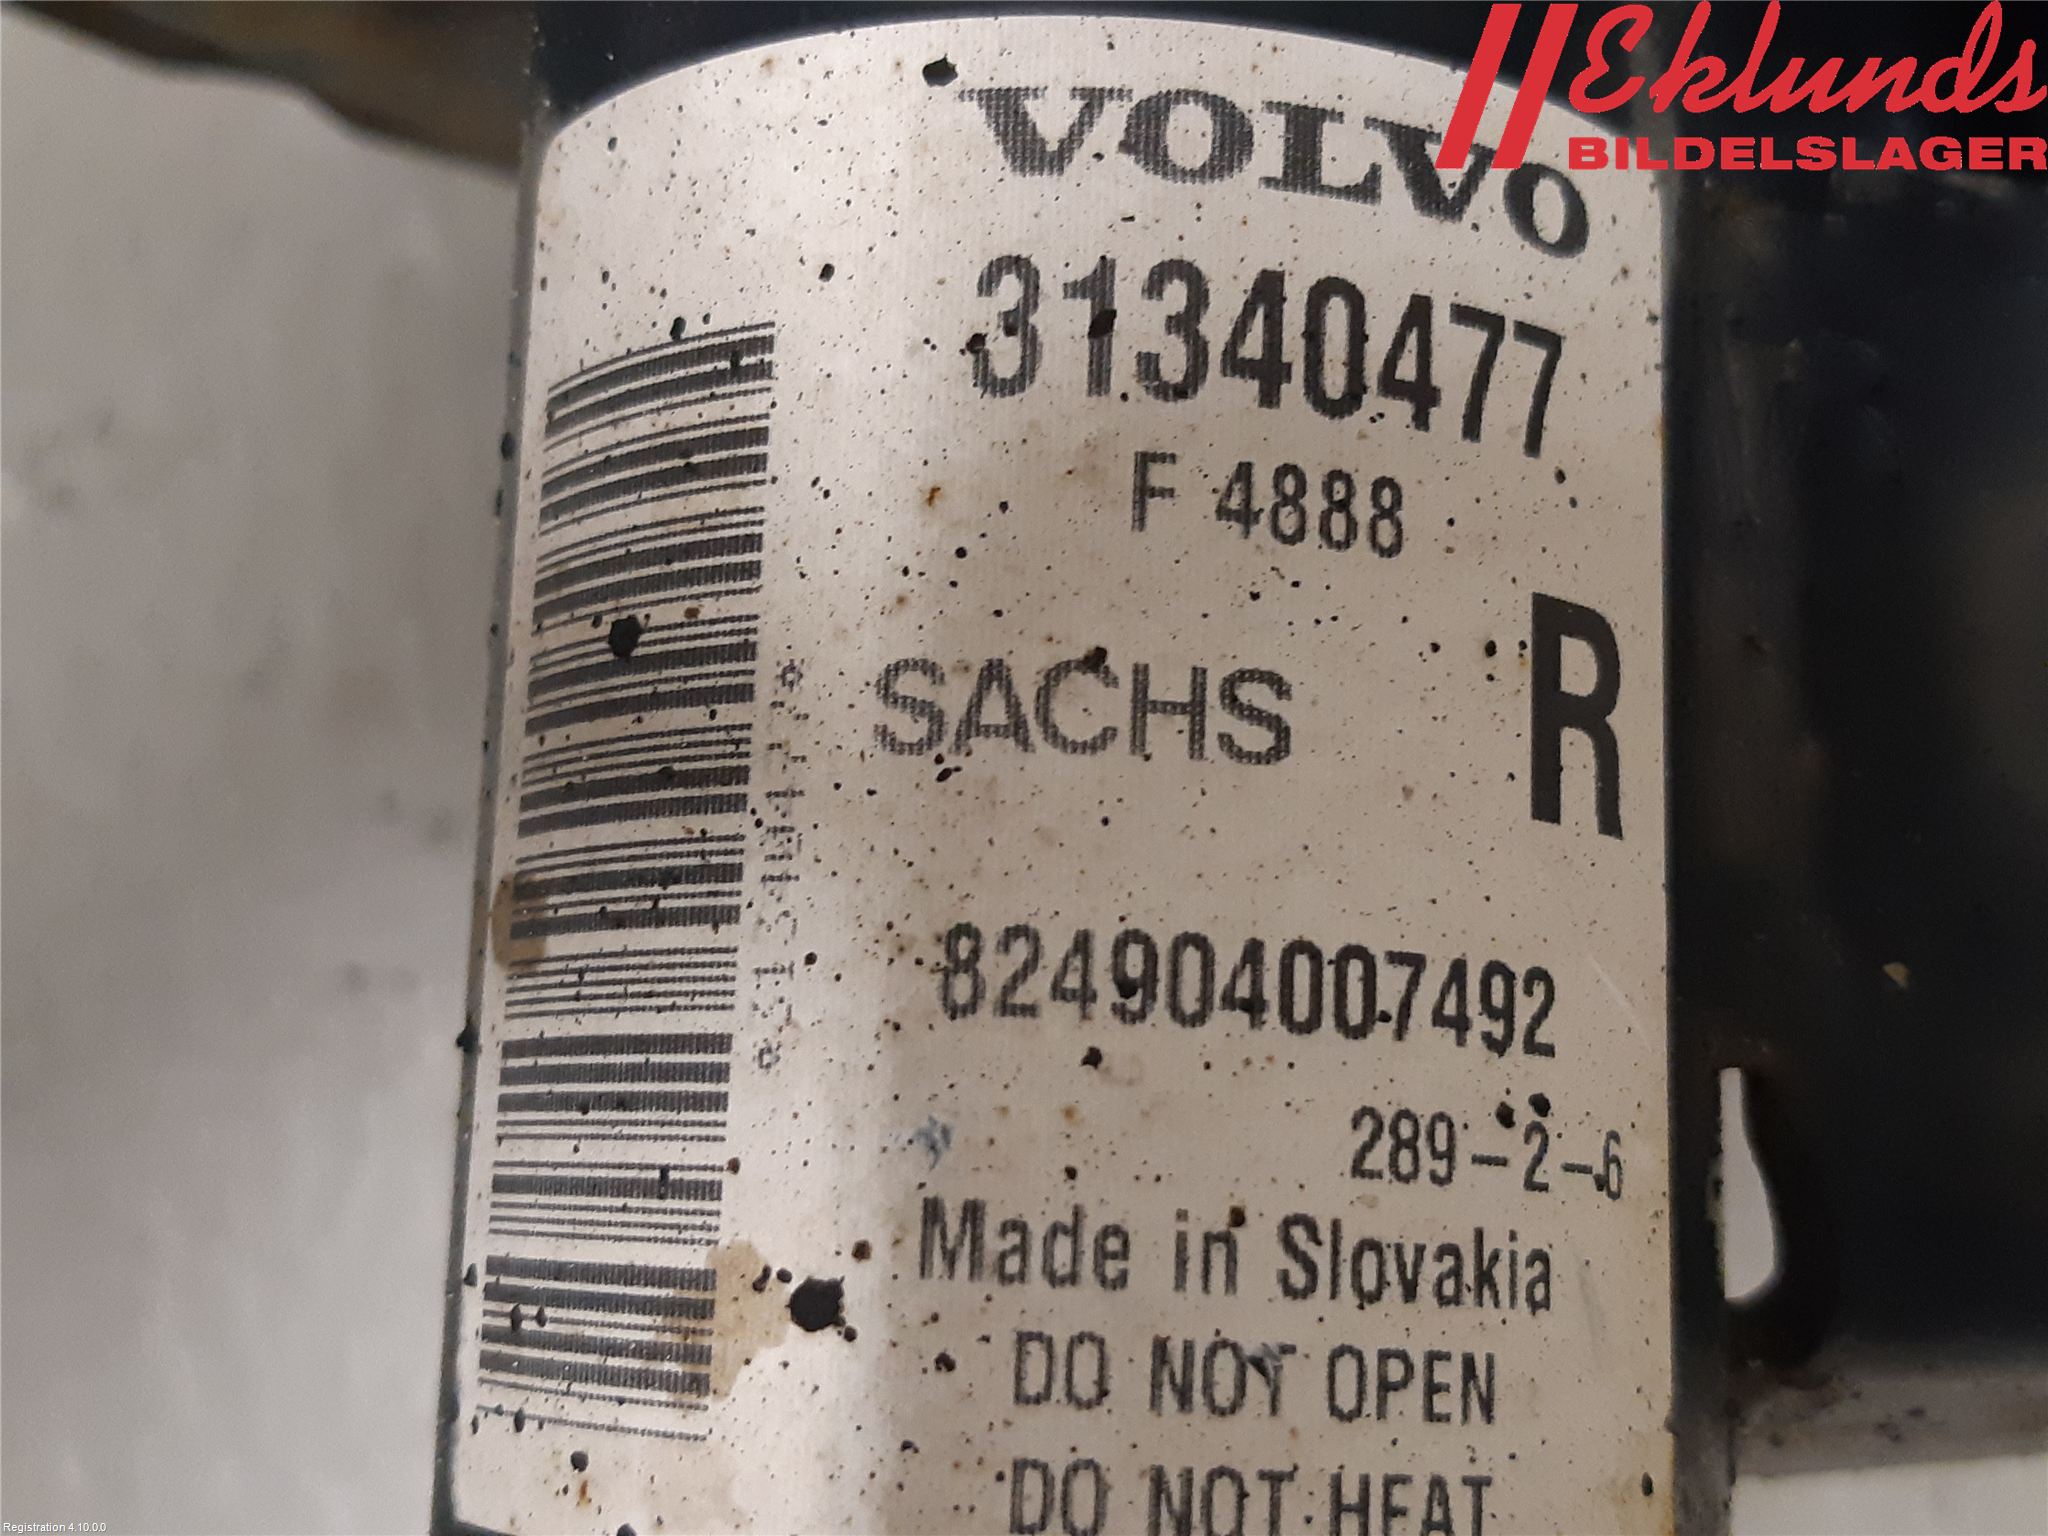 Eklunds
BILDELSLAGER
VOLVO
31340477
F 4888
SACHS
R
824904007492
289-2-6
Made in Slovakia
DO NOT OPEN
DO NOT HEAT
Registration 4.10.0.0